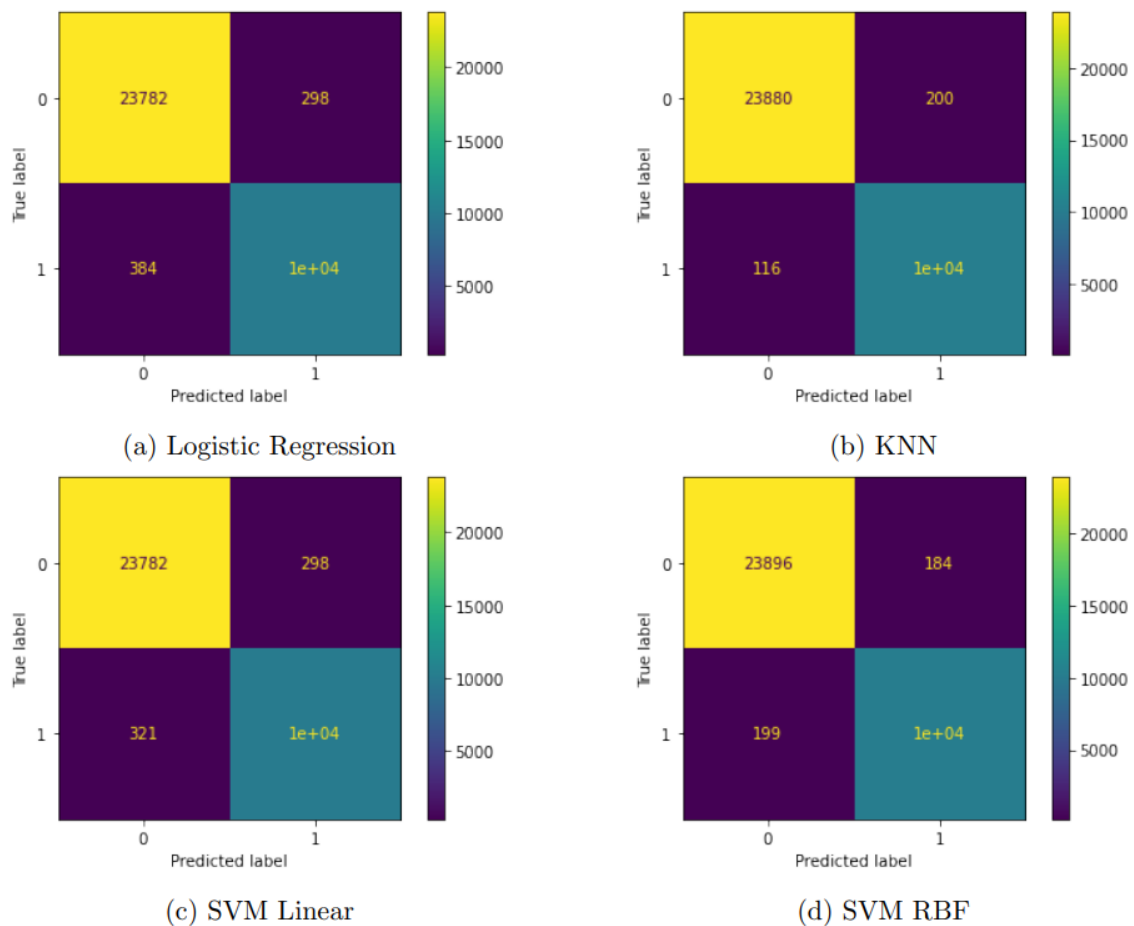 20000
0
23782
298
15000
True label
10000
1
384
1e+04
5000
0
1
Predicted label
(a) Logistic Regression
20000
0
23880
200
15000
True label
10000
1
116
1e+04
5000
0
1
Predicted label
(b) KNN
20000
0
23782
298
15000
True label
10000
1
321
1e+04
5000
0
1
Predicted label
(c) SVM Linear
20000
0
23896
184
15000
True label
10000
1
199
1e+04
5000
0
1
Predicted label
(d) SVM RBF